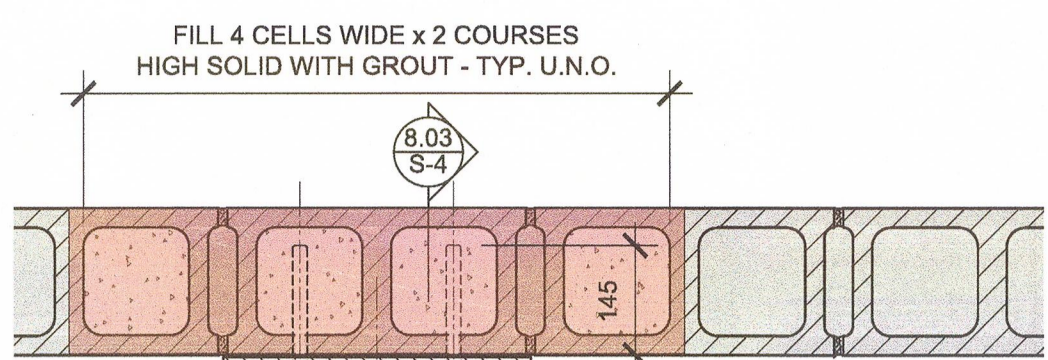 FILL 4 CELLS WIDE x 2 COURSES
HIGH SOLID WITH GROUT - TYP. U.N.O.
8.03
S-4
145